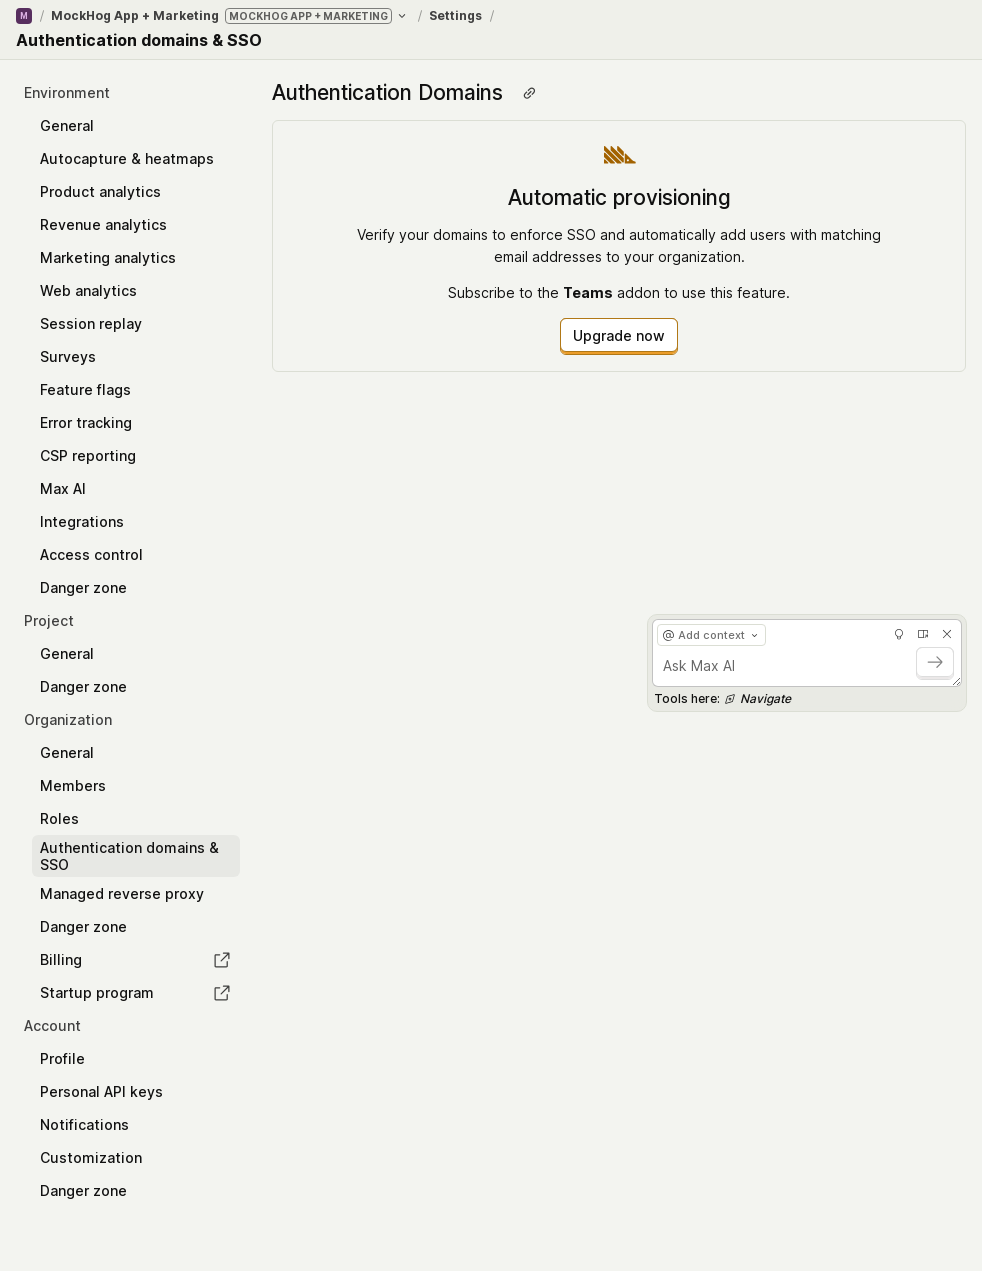 M / MockHog App + Marketing MOCKHOG APP + MARKETING / Settings /
Authentication domains & SSO
Environment
General
Autocapture & heatmaps
Product analytics
Revenue analytics
Marketing analytics
Web analytics
Session replay
Surveys
Feature flags
Error tracking
CSP reporting
Max AI
Integrations
Access control
Danger zone
Project
General
Danger zone
Organization
General
Members
Roles
Authentication domains &
SSO
Managed reverse proxy
Danger zone
Billing
Startup program
Account
Profile
Personal API keys
Notifications
Customization
Danger zone
Authentication Domains
Automatic provisioning
Verify your domains to enforce SSO and automatically add users with matching
email addresses to your organization.
Subscribe to the Teams addon to use this feature.
Upgrade now
@ Add context
Ask Max AI
Tools here: Navigate